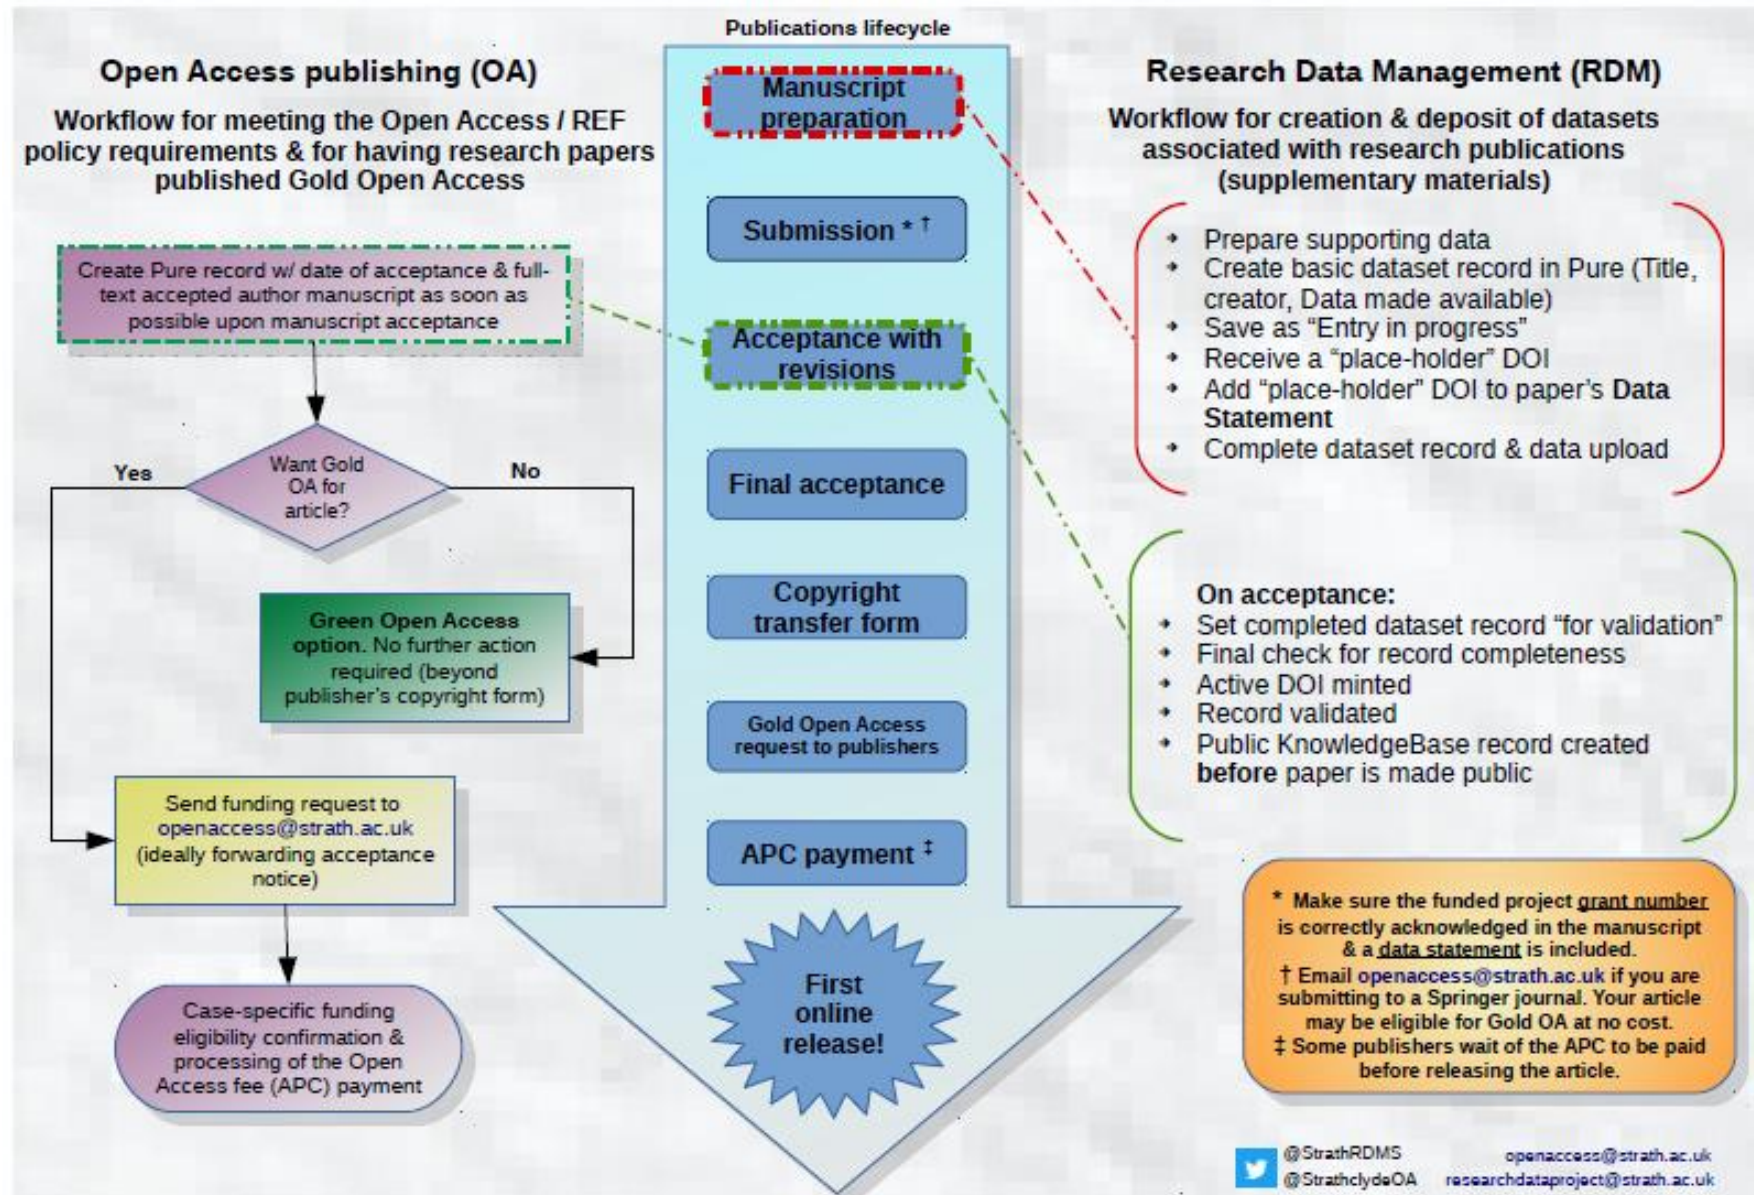 Publications lifecycle
Open Access publishing (OA)
Workflow for meeting the Open Access / REF
policy requirements & for having research papers
published Gold Open Access
Create Pure record w/ date of acceptance & full-
text accepted author manuscript as soon as
possible upon manuscript acceptance
Want Gold
OA for
article?
Yes
No
Green Open Access
option. No further action
required (beyond
publisher's copyright form)
Send funding request to
openaccess@strath.ac.uk
(ideally forwarding acceptance
notice)
Case-specific funding
eligibility confirmation &
processing of the Open
Access fee (APC) payment
Manuscript
preparation
Submission * †
Acceptance with
revisions
Final acceptance
Copyright
transfer form
Gold Open Access
request to publishers
APC payment ‡
First
online
release!
Research Data Management (RDM)
Workflow for creation & deposit of datasets
associated with research publications
(supplementary materials)
Prepare supporting data
Create basic dataset record in Pure (Title,
creator, Data made available)
Save as “Entry in progress”
Receive a “place-holder” DOI
Add “place-holder” DOI to paper’s Data
Statement
Complete dataset record & data upload
On acceptance:
Set completed dataset record “for validation”
Final check for record completeness
Active DOI minted
Record validated
Public KnowledgeBase record created
before paper is made public
* Make sure the funded project grant number
is correctly acknowledged in the manuscript
& a data statement is included.
† Email openaccess@strath.ac.uk if you are
submitting to a Springer journal. Your article
may be eligible for Gold OA at no cost.
‡ Some publishers wait of the APC to be paid
before releasing the article.
@StrathRDMS
@StrathclydeOA
openaccess@strath.ac.uk
researchdataproject@strath.ac.uk